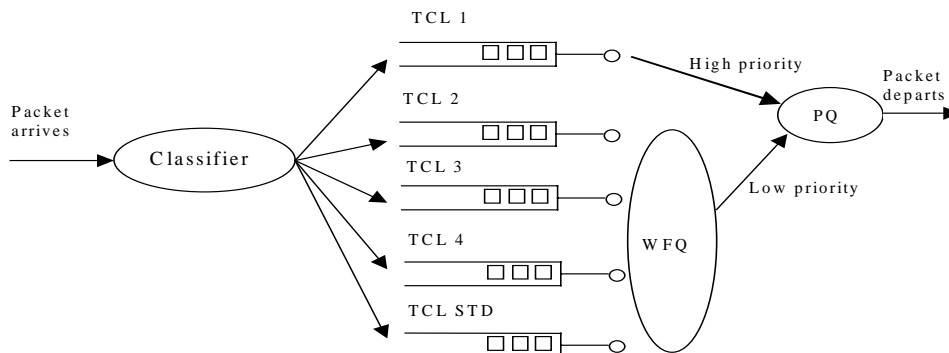 TCL 1
High priority
Packet
departs
Packet
arrives
TCL 2
PQ
Classifier
TCL 3
Low priority
TCL 4
WFQ
TCL STD